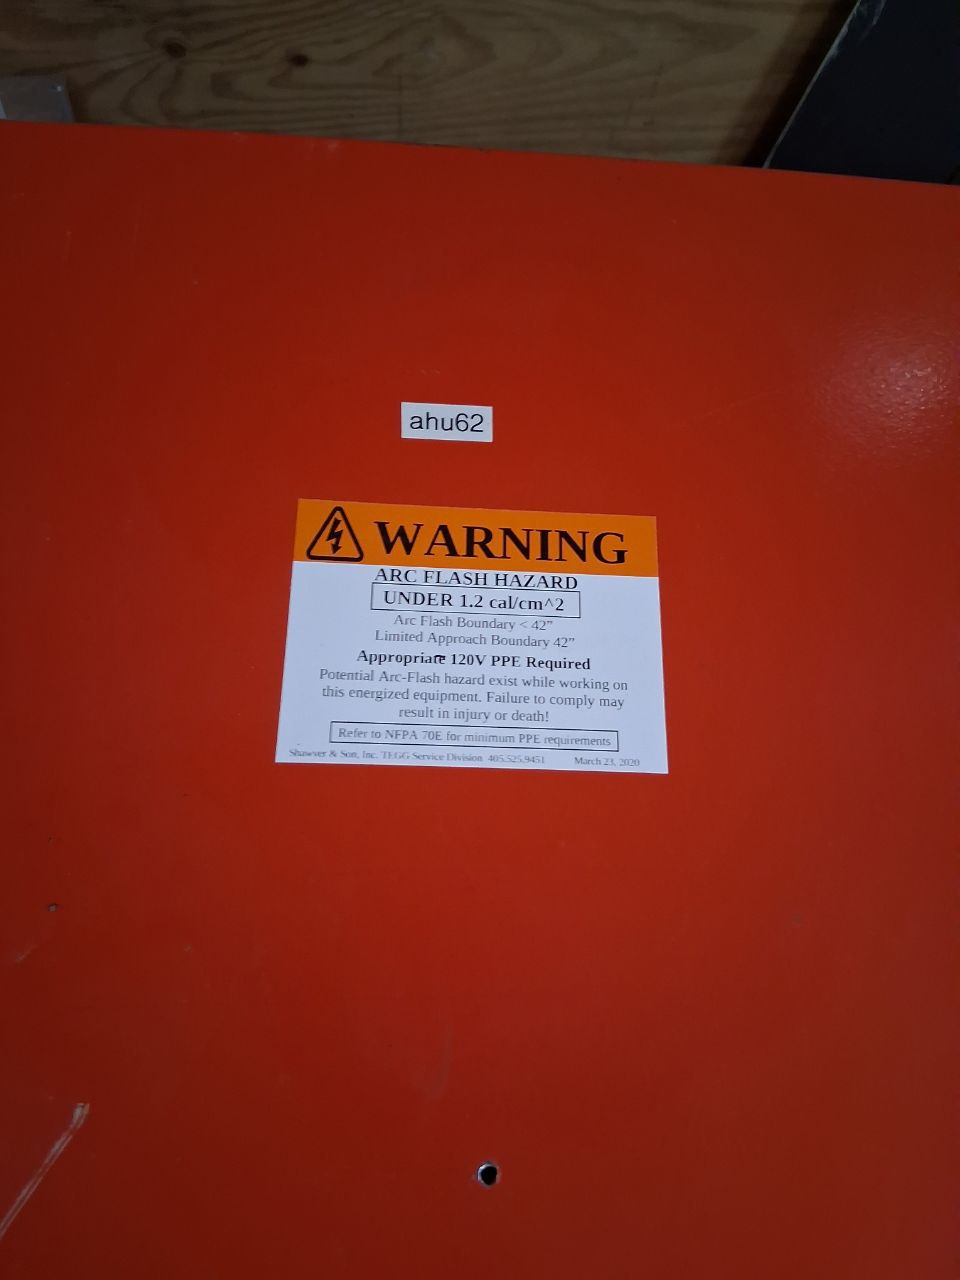 ahu62
WARNING
ARC FLASH HAZARD
UNDER 1.2 cal/cm^2
Arc Flash Boundary < 42”
Limited Approach Boundary 42”
Appropriate 120V PPE Required
Potential Arc-Flash hazard exist while working on
this energized equipment. Failure to comply may
result in injury or death!
Refer to NFPA 70E for minimum PPE requirements
Shawver & Son, Inc. TEGG Service Division 405.525.9451 March 23, 2020